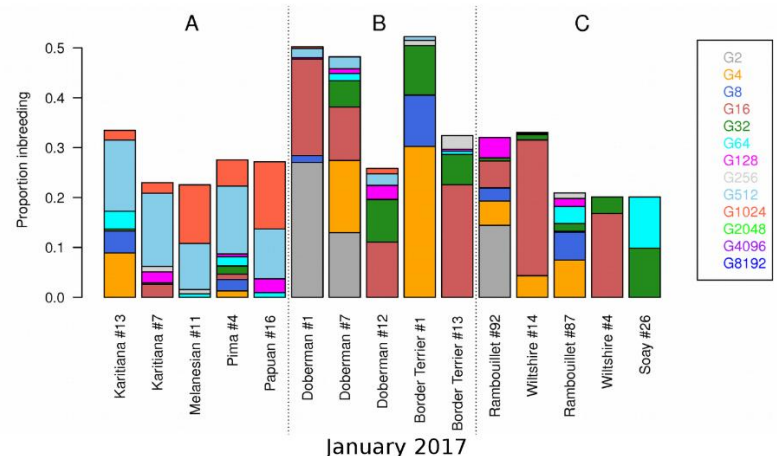 A B C
Proportion inbreeding
0.5
0.4
0.3
0.2
0.1
0.0
Karitiana #13
Karitiana #7
Melanesian #11
Pima #4
Papuan #16
Doberman #1
Doberman #7
Doberman #12
Border Terrier #1
Border Terrier #13
Rambouillet #92
Wiltshire #14
Rambouillet #87
Wiltshire #4
Soay #26
G2
G4
G8
G16
G32
G64
G128
G256
G512
G1024
G2048
G4096
G8192
January 2017